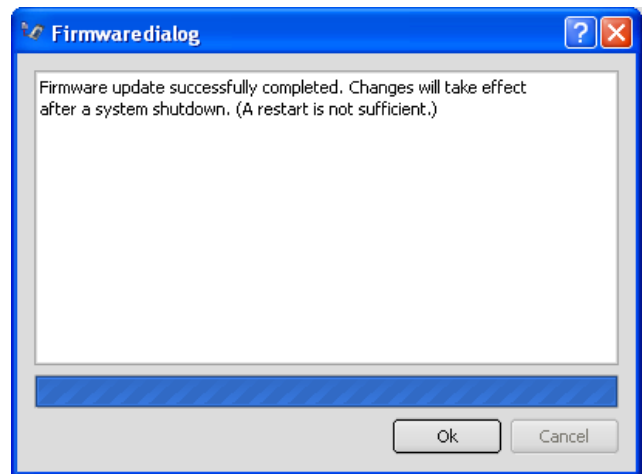 Firmwaredialog
Firmware update successfully completed. Changes will take effect
after a system shutdown. (A restart is not sufficient.)
Ok
Cancel